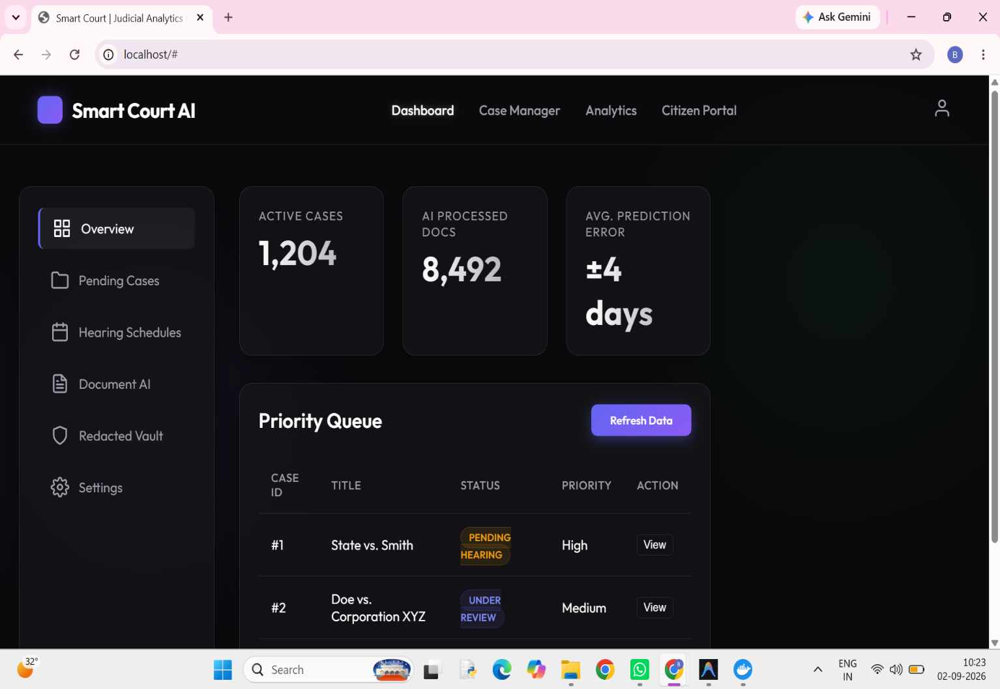 Smart Court | Judicial Analytics
Ask Gemini
localhost/#
B
Smart Court AI
Dashboard
Case Manager
Analytics
Citizen Portal
Overview
Pending Cases
Hearing Schedules
Document AI
Redacted Vault
Settings
ACTIVE CASES
1,204
AI PROCESSED
DOCS
8,492
AVG. PREDICTION
ERROR
±4
days
Priority Queue
Refresh Data
CASE
ID
TITLE
STATUS
PRIORITY
ACTION
#1
State vs. Smith
PENDING
HEARING
High
View
#2
Doe vs.
Corporation XYZ
UNDER
REVIEW
Medium
View
32°
Search
B
ENG
IN
10:23
02-09-2026